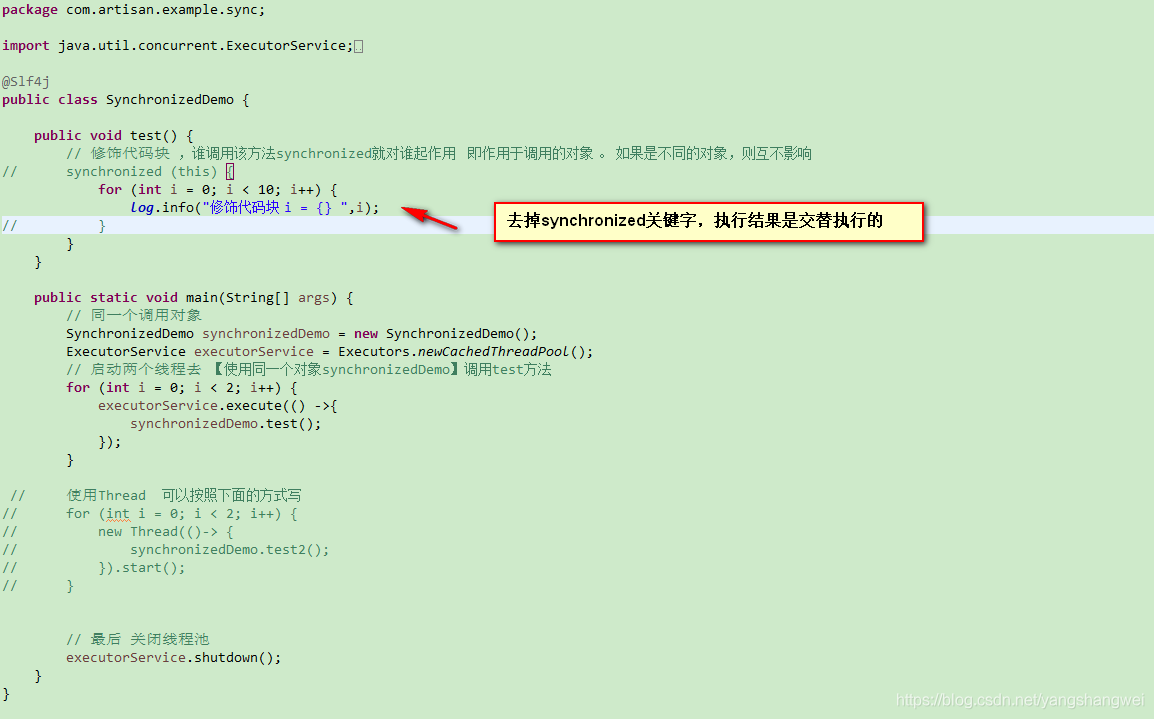 package com.artisan.example.sync;
import java.util.concurrent.ExecutorService;
@Slf4j
public class SynchronizedDemo {
    public void test() {
        // 修饰代码块 ，谁调用该方法synchronized就对谁起作用  即作用于调用的对象 。 如果是不同的对象，则互不影响
//      synchronized (this) {
            for (int i = 0; i < 10; i++) {
                log.info("修饰代码块 i = {} ",i);
//          }
        }
    }
去掉synchronized关键字，执行结果是交替执行的
    public static void main(String[] args) {
        // 同一个调用对象
        SynchronizedDemo synchronizedDemo = new SynchronizedDemo();
        ExecutorService executorService = Executors.newCachedThreadPool();
        // 启动两个线程去 【使用同一个对象synchronizedDemo】调用test方法
        for (int i = 0; i < 2; i++) {
            executorService.execute(() ->{
                synchronizedDemo.test();
            });
        }
 //     使用Thread  可以按照下面的方式写
//      for (int i = 0; i < 2; i++) {
//          new Thread(()-> {
//              synchronizedDemo.test2();
//          }).start();
//      }
        // 最后 关闭线程池
        executorService.shutdown();
    }
}
https://blog.csdn.net/yangshangwei